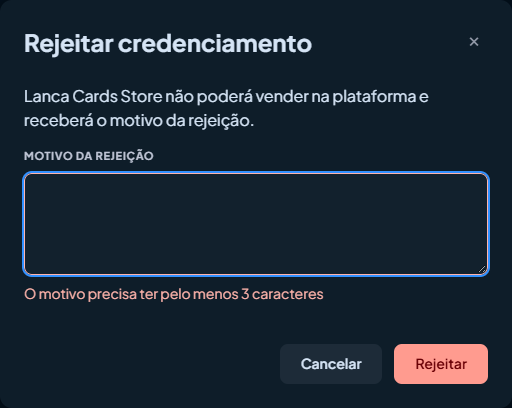 Rejeitar credenciamento
Lanca Cards Store não poderá vender na plataforma e
receberá o motivo da rejeição.
MOTIVO DA REJEIÇÃO
O motivo precisa ter pelo menos 3 caracteres
Cancelar
Rejeitar